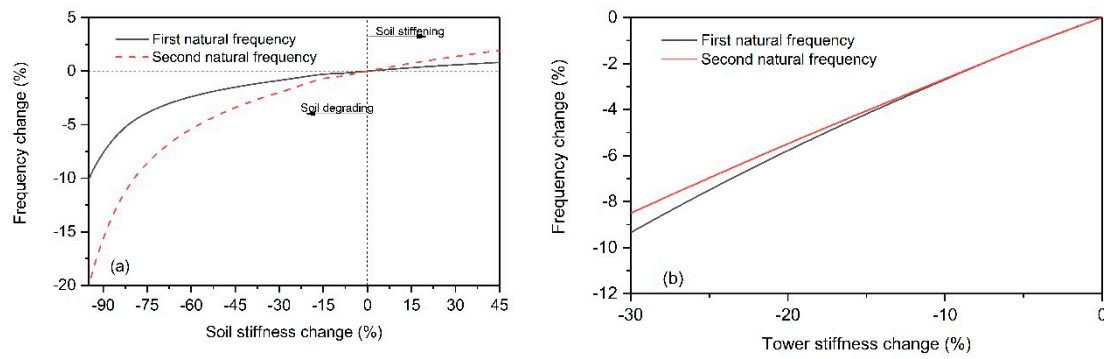 5
0
-5
-10
-15
-20
Frequency change (%)
First natural frequency
Second natural frequency
Soil stiffening
Soil degrading
(a)
-90 -75 -60 -45 -30 -15 0 15 30 45
Soil stiffness change (%)
0
-2
-4
-6
-8
-10
-12
Frequency change (%)
First natural frequency
Second natural frequency
(b)
-30 -20 -10 0
Tower stiffness change (%)